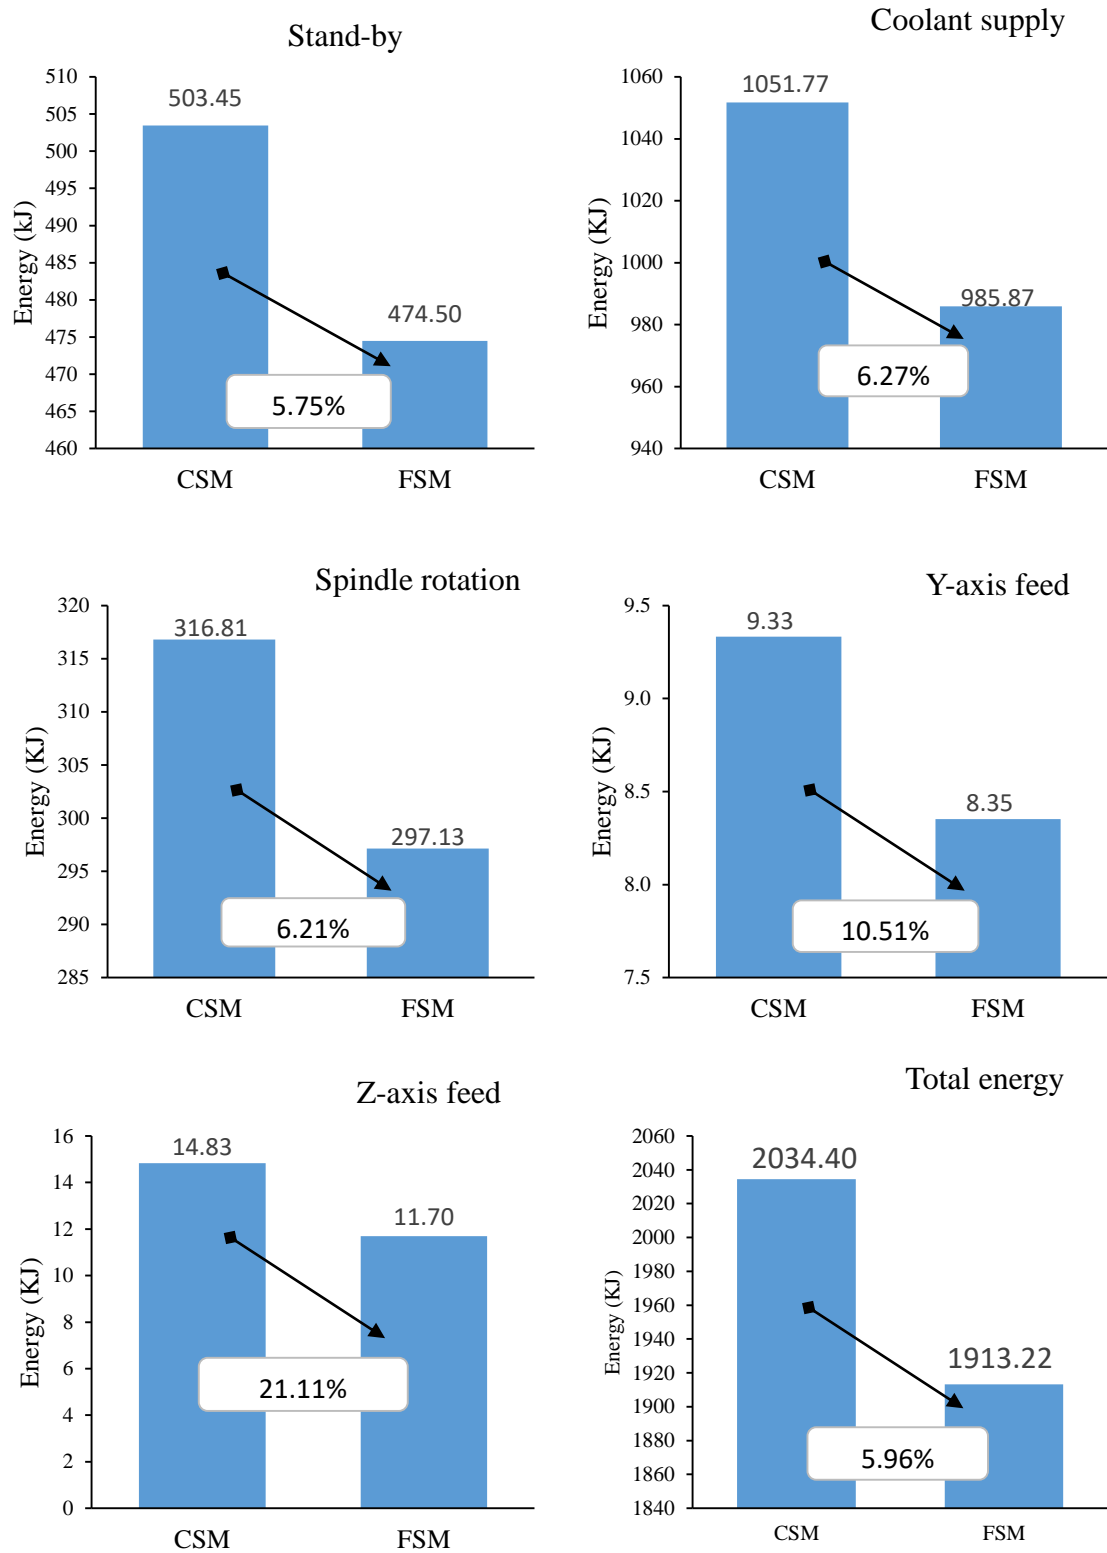 Stand-by
Energy (kJ)
510
505
500
495
490
485
480
475
470
465
460
503.45
474.50
5.75%
CSM
FSM
Coolant supply
Energy (KJ)
1060
1040
1020
1000
980
960
940
1051.77
985.87
6.27%
CSM
FSM
Spindle rotation
Energy (KJ)
320
315
310
305
300
295
290
285
316.81
297.13
6.21%
CSM
FSM
Y-axis feed
Energy (KJ)
9.5
9.0
8.5
8.0
7.5
9.33
8.35
10.51%
CSM
FSM
Z-axis feed
Energy (KJ)
16
14
12
10
8
6
4
2
0
14.83
11.70
21.11%
CSM
FSM
Total energy
Energy (KJ)
2060
2040
2020
2000
1980
1960
1940
1920
1900
1880
1860
1840
2034.40
1913.22
5.96%
CSM
FSM